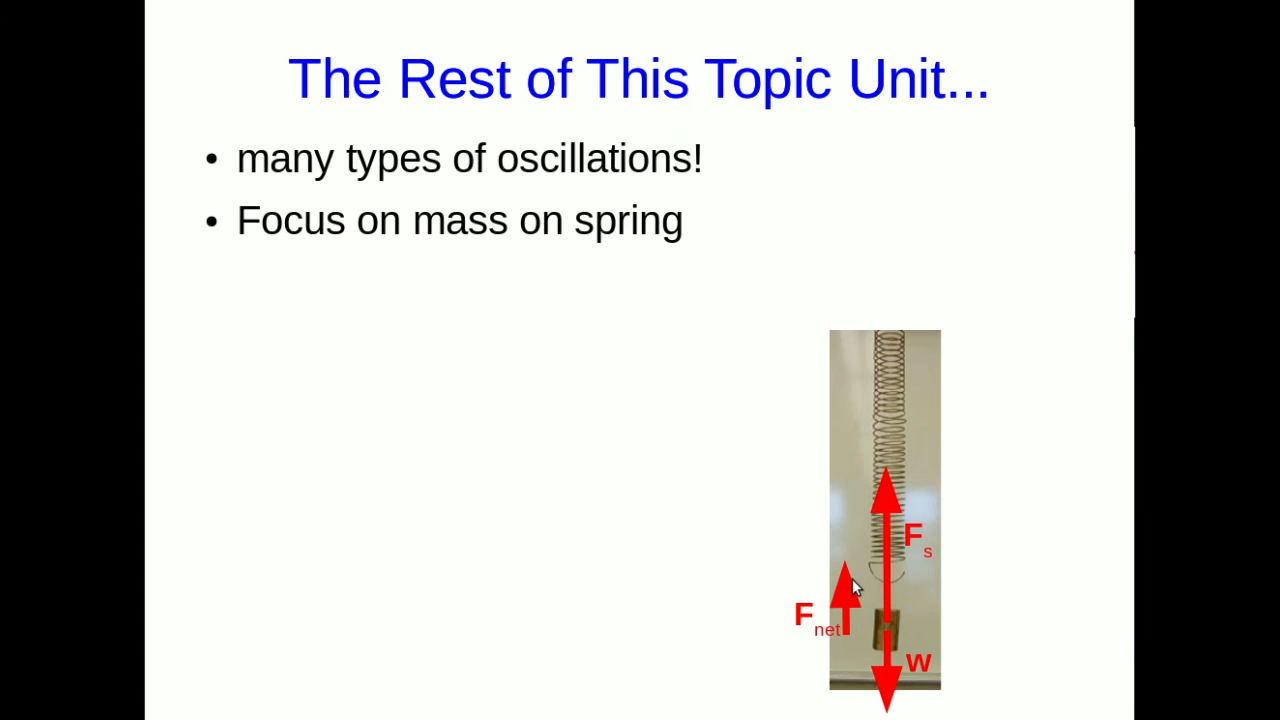 The Rest of This Topic Unit...
• many types of oscillations!
• Focus on mass on spring
Fs
Fnet
w